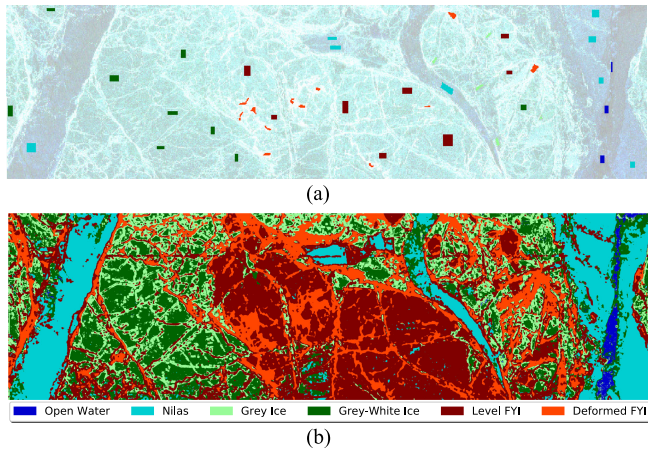 (a)
Open Water Nilas Grey Ice Grey-White Ice Level FYI Deformed FYI
(b)